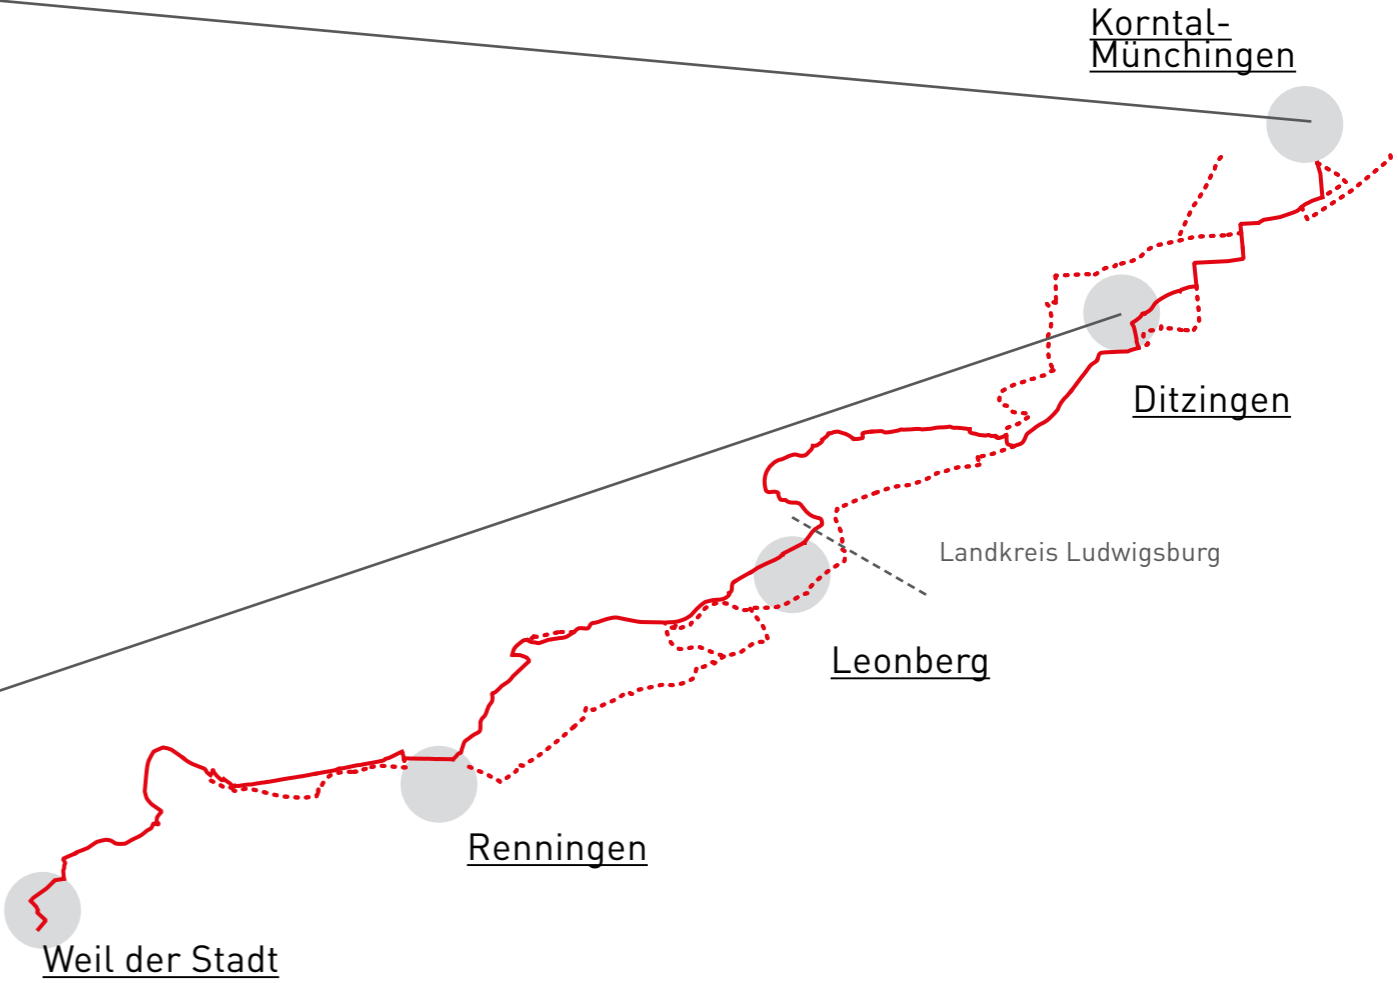 Korntal-
Münchingen
Ditzingen
Landkreis Ludwigsburg
Leonberg
Renningen
Weil der Stadt